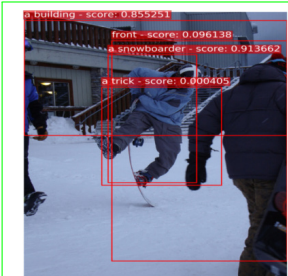 a building - score: 0.855251
front - score: 0.096138
a snowboarder - score: 0.913662
a trick - score: 0.000405